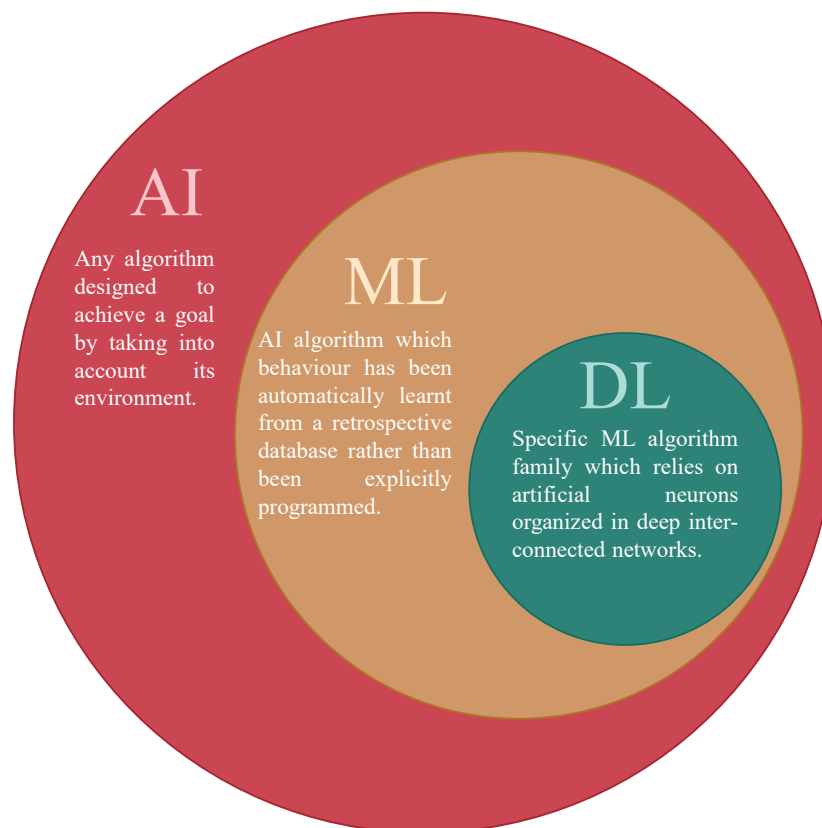 AI
Any algorithm
designed to
achieve a goal
by taking into
account its
environment.
ML
AI algorithm which
behaviour has been
automatically learnt
from a retrospective
database rather than
been explicitly
programmed.
DL
Specific ML algorithm
family which relies on
artificial neurons
organized in deep inter-
connected networks.